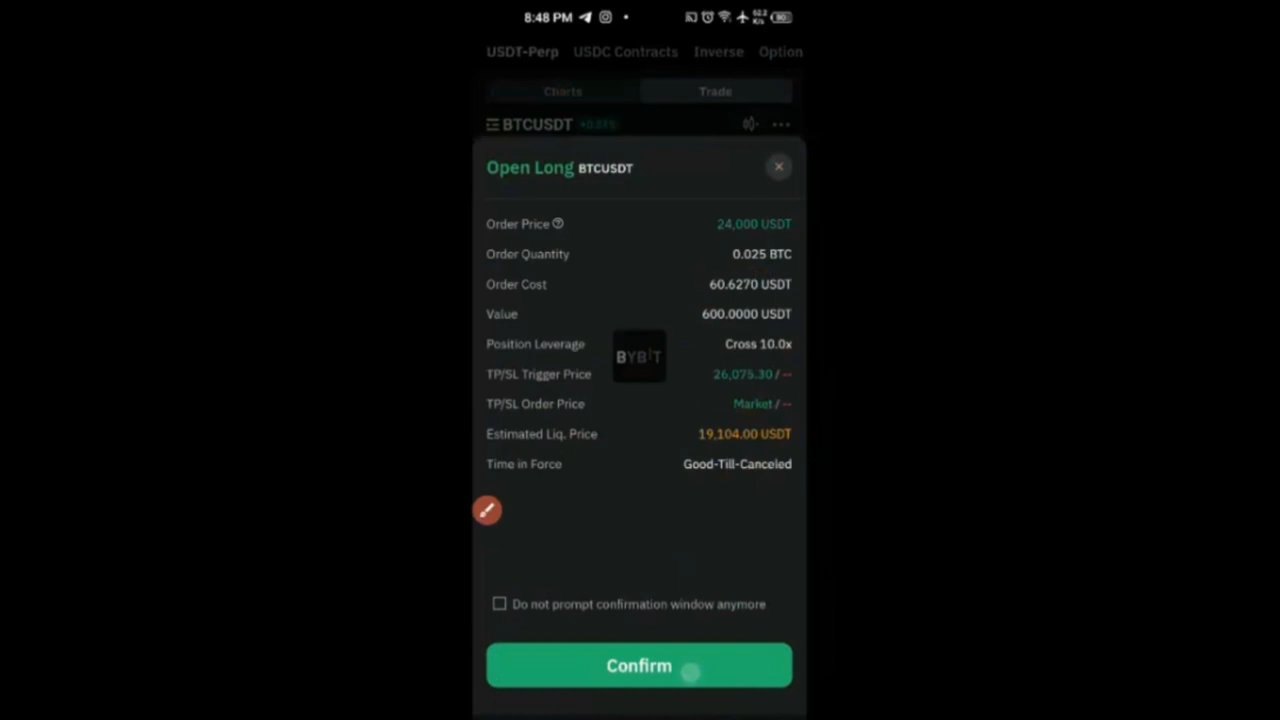 8:48 PM
USDT-Perp USDC Contracts Inverse Option
Charts Trade
BTCUSDT
Open Long BTCUSDT
Order Price 24,000 USDT
Order Quantity 0.025 BTC
Order Cost 60.6270 USDT
Value 600.0000 USDT
Position Leverage Cross 10.0x
BYBIT
TP/SL Trigger Price 26,075.30 / --
TP/SL Order Price Market / --
Estimated Liq. Price 19,104.00 USDT
Time in Force Good-Till-Canceled
Do not prompt confirmation window anymore
Confirm